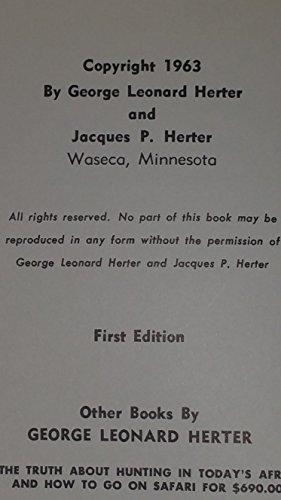 Copyright 1963
By George Leonard Herter
and
Jacques P. Herter
Waseca, Minnesota
All rights reserved. No part of this book may be
reproduced in any form without the permission of
George Leonard Herter and Jacques P. Herter
First Edition
Other Books By
GEORGE LEONARD HERTER
THE TRUTH ABOUT HUNTING IN TODAY'S AFR
AND HOW TO GO ON SAFARI FOR $690.00